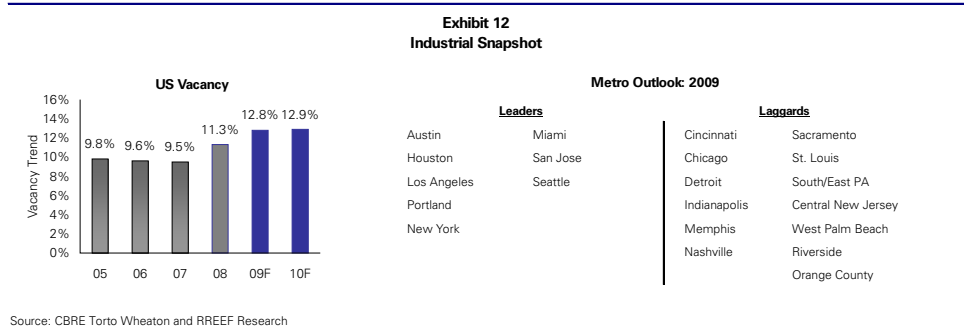 Exhibit 12
Industrial Snapshot
US Vacancy
Vacancy Trend
16%
14%
12%
10%
8%
6%
4%
2%
0%
9.8%
9.6%
9.5%
11.3%
12.8%
12.9%
05
06
07
08
09F
10F
Metro Outlook: 2009
Leaders
Austin
Houston
Los Angeles
Portland
New York
Miami
San Jose
Seattle
Laggards
Cincinnati
Chicago
Detroit
Indianapolis
Memphis
Nashville
Sacramento
St. Louis
South/East PA
Central New Jersey
West Palm Beach
Riverside
Orange County
Source: CBRE Torto Wheaton and RREEF Research